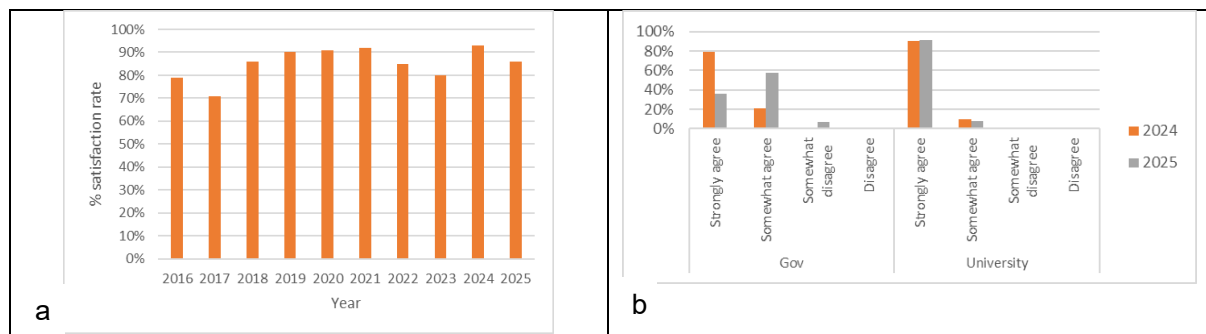 100%
90%
80%
70%
60%
50%
40%
30%
20%
10%
0%
% satisfaction rate
2016 2017 2018 2019 2020 2021 2022 2023 2024 2025
Year
a
100%
80%
60%
40%
20%
0%
Strongly agree
Somewhat agree
Somewhat
disagree
Disagree
Strongly agree
Somewhat agree
Somewhat
disagree
Disagree
Gov
University
2024
2025
b